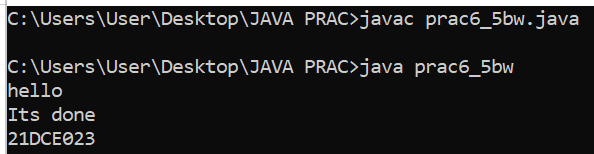 C:\Users\User\Desktop\JAVA PRAC>javac prac6_5bw.java
C:\Users\User\Desktop\JAVA PRAC>java prac6_5bw
hello
Its done
21DCE023